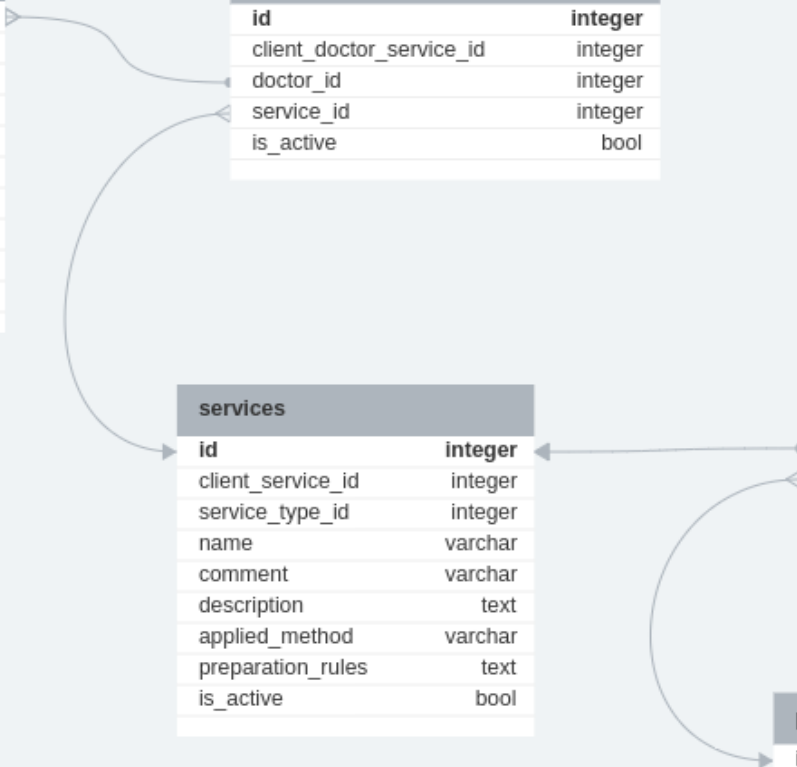 id integer
client_doctor_service_id integer
doctor_id integer
service_id integer
is_active bool
services
id integer
client_service_id integer
service_type_id integer
name varchar
comment varchar
description text
applied_method varchar
preparation_rules text
is_active bool